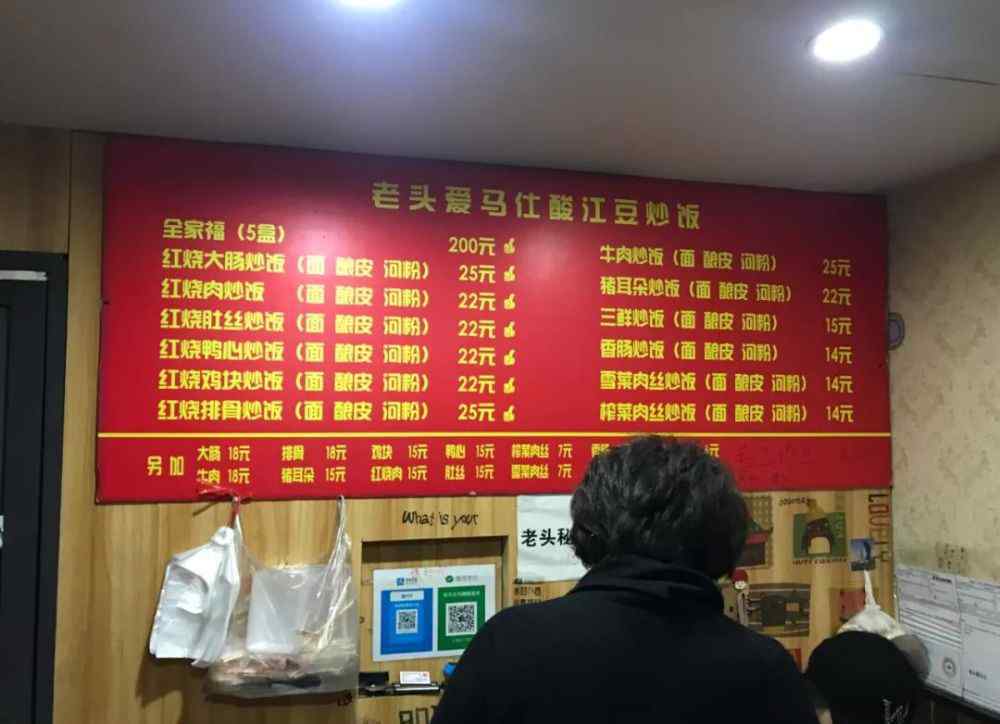 老头爱马仕酸江豆炒饭
全家福（5盒） 200元
红烧大肠炒饭（面 酿皮 河粉） 25元
红烧肉炒饭 （面 酿皮 河粉） 22元
红烧肚丝炒饭（面 酿皮 河粉） 22元
红烧鸭心炒饭（面 酿皮 河粉） 22元
红烧鸡块炒饭（面 酿皮 河粉） 22元
红烧排骨炒饭（面 酿皮 河粉） 25元
牛肉炒饭（面 酿皮 河粉） 25元
猪耳朵炒饭（面 酿皮 河粉） 22元
三鲜炒饭（面 酿皮 河粉） 15元
香肠炒饭（面 酿皮 河粉） 14元
雪菜肉丝炒饭（面 酿皮 河粉） 14元
榨菜肉丝炒饭（面 酿皮 河粉） 14元
另加
大肠 18元 排骨 18元 鸡块 15元 鸭心 15元 榨菜肉丝 7元
牛肉 18元 猪耳朵 15元 红烧肉 15元 肚丝 15元 雪菜肉丝 7元
What is your
老头秘